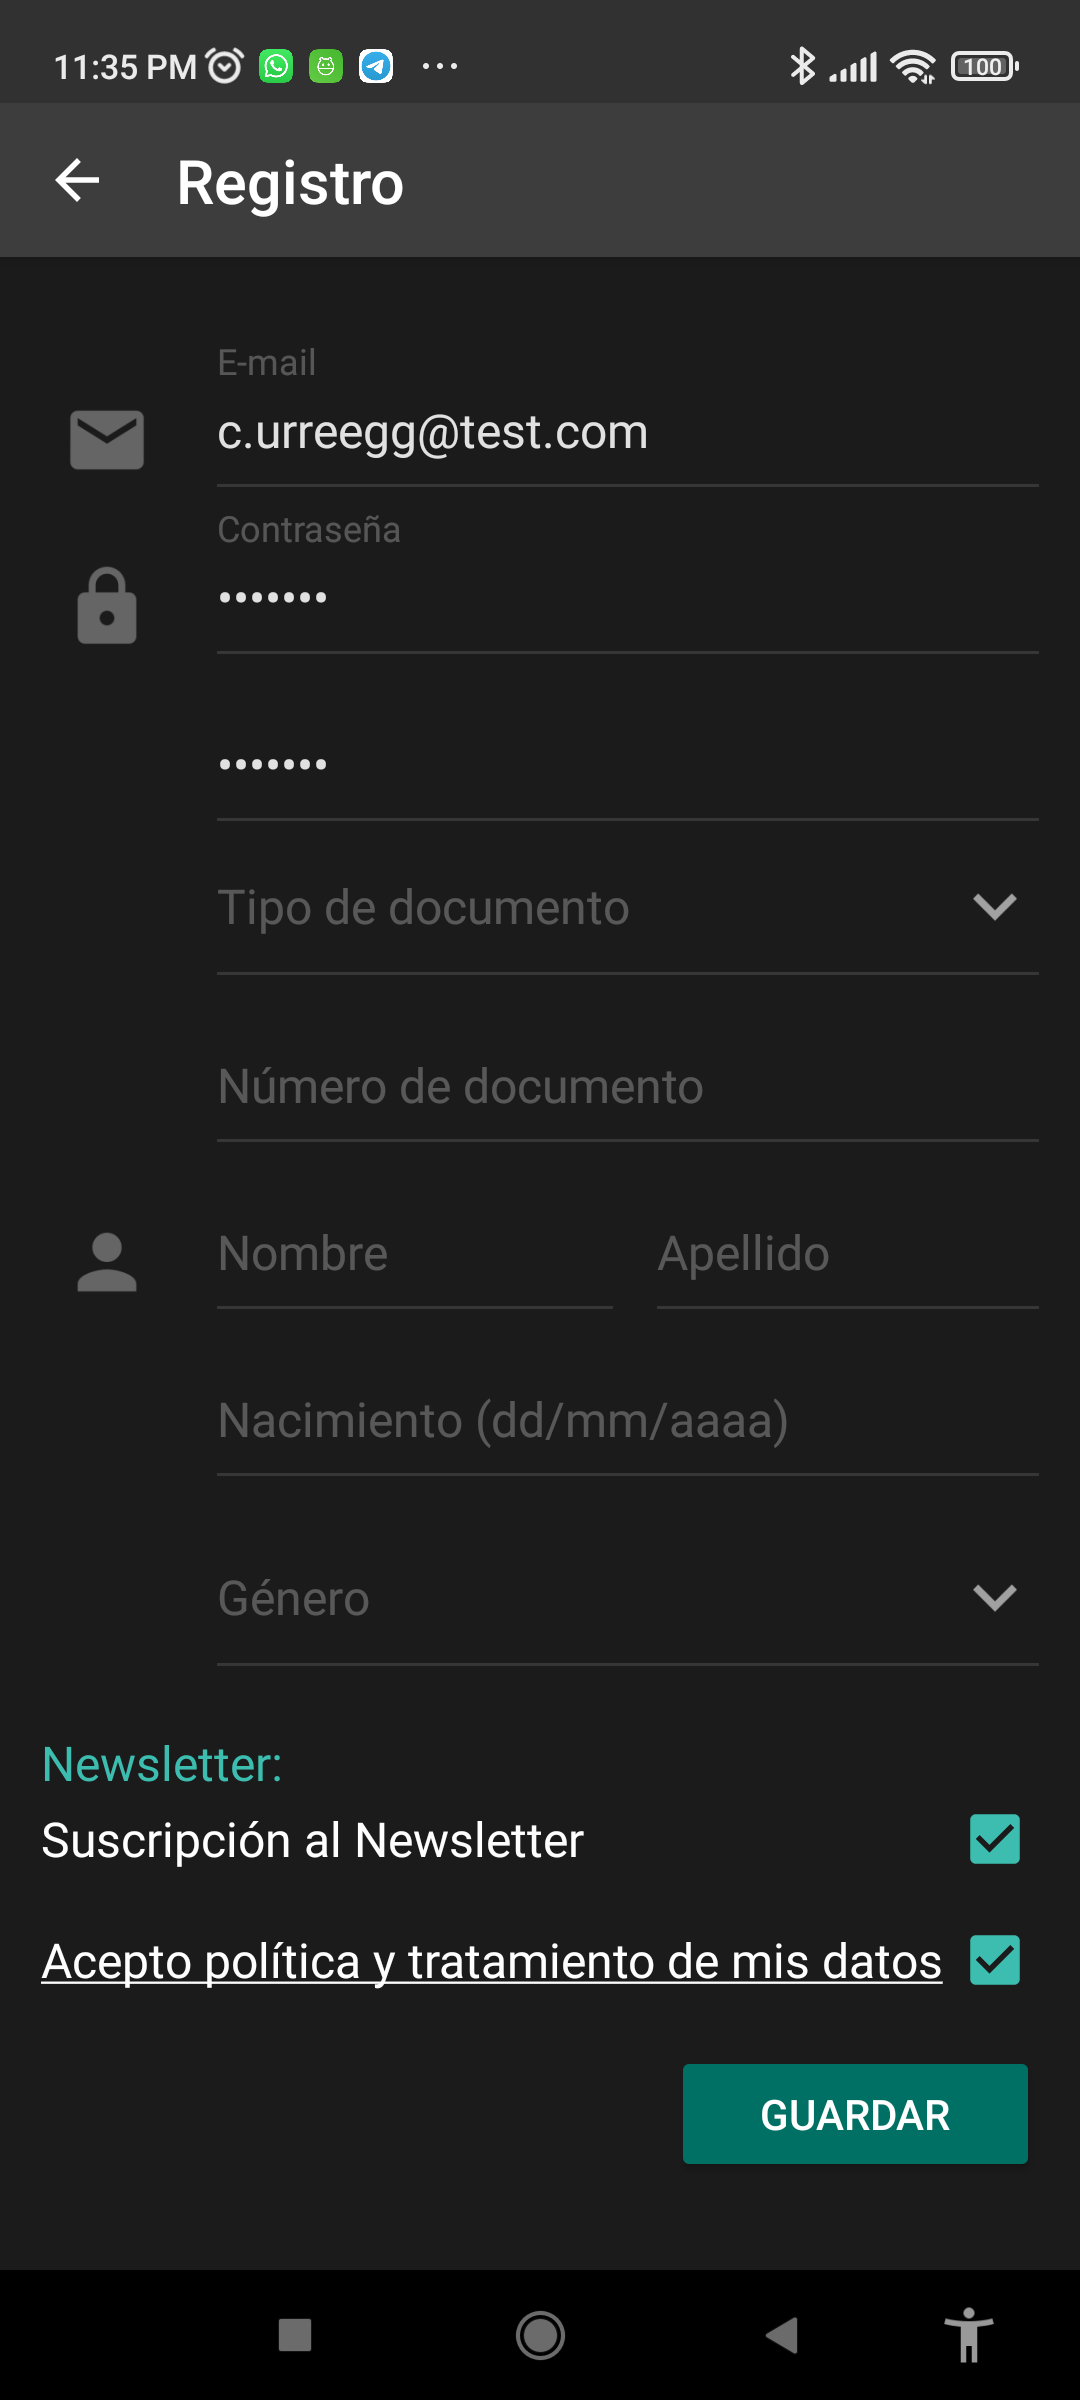 11:35 PM
100
Registro
E-mail
c.urreegg@test.com
Contraseña
•••••••
•••••••
Tipo de documento
Número de documento
Nombre Apellido
Nacimiento (dd/mm/aaaa)
Género
Newsletter:
Suscripción al Newsletter
Acepto política y tratamiento de mis datos
GUARDAR